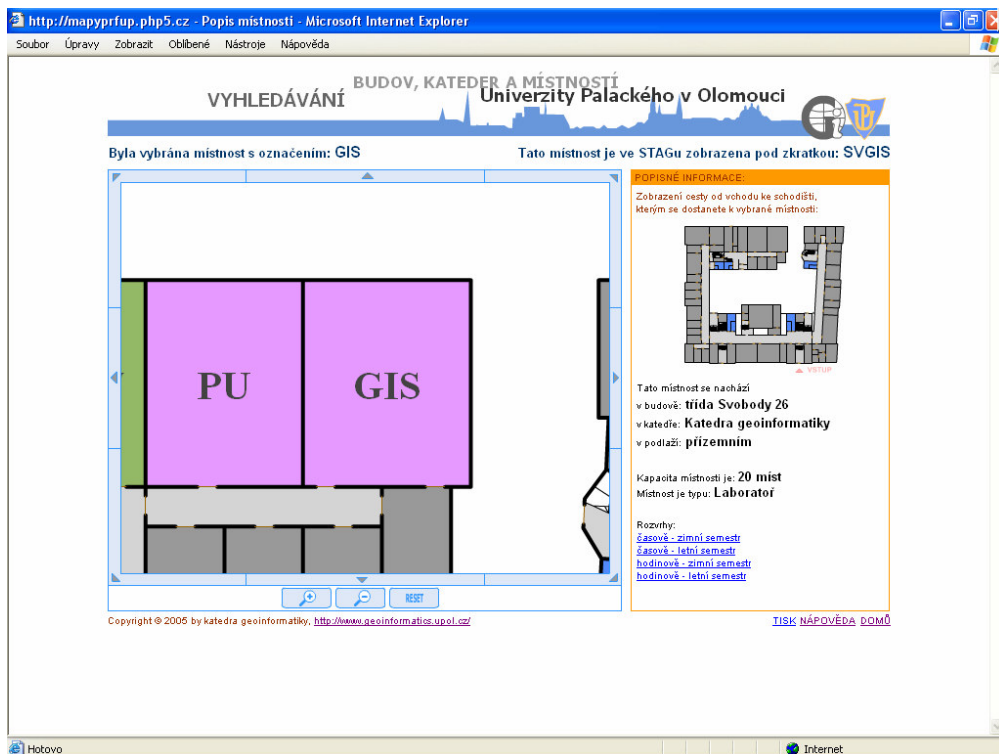 http://mapyprfup.php5.cz - Popis místnosti - Microsoft Internet Explorer
Soubor Úpravy Zobrazit Oblíbené Nástroje Nápověda
BUDOV, KATEDER A MÍSTNOSTÍ
VYHLEDÁVÁNÍ Univerzity Palackého v Olomouci
Byla vybrána místnost s označením: GIS
Tato místnost je ve STAGu zobrazena pod zkratkou: SVGIS
PU
GIS
RESET
POPISNÉ INFORMACE:
Zobrazení cesty od vchodu ke schodišti,
kterým se dostanete k vybrané místnosti:
VSTUP
Tato místnost se nachází
v budově: třída Svobody 26
v katedře: Katedra geoinformatiky
v podlaží: přízemním
Kapacita místnosti je: 20 míst
Místnost je typu: Laboratoř
Rozvrhy:
časově - zimní semestr
časově - letní semestr
hodinově - zimní semestr
hodinově - letní semestr
Copyright © 2005 by katedra geoinformatiky, http://www.geoinformatics.upol.cz/
TISK NÁPOVĚDA DOMŮ
Hotovo
Internet